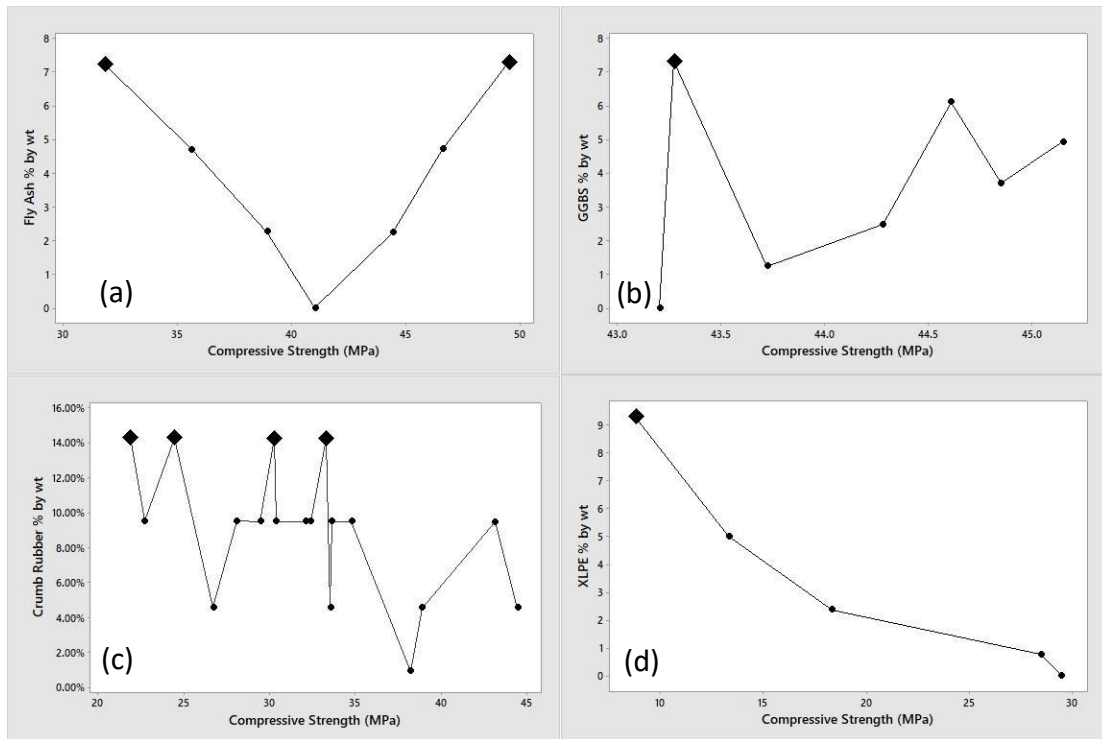 8
7
6
5
4
3
2
1
0
Fly Ash % by wt
(a)
30 35 40 45 50
Compressive Strength (MPa)
8
7
6
5
4
3
2
1
0
GGBS % by wt
(b)
43.0 43.5 44.0 44.5 45.0
Compressive Strength (MPa)
16.00%
14.00%
12.00%
10.00%
8.00%
6.00%
4.00%
2.00%
0.00%
Crumb Rubber % by wt
(c)
20 25 30 35 40 45
Compressive Strength (MPa)
9
8
7
6
5
4
3
2
1
0
XLPE % by wt
(d)
10 15 20 25 30
Compressive Strength (MPa)